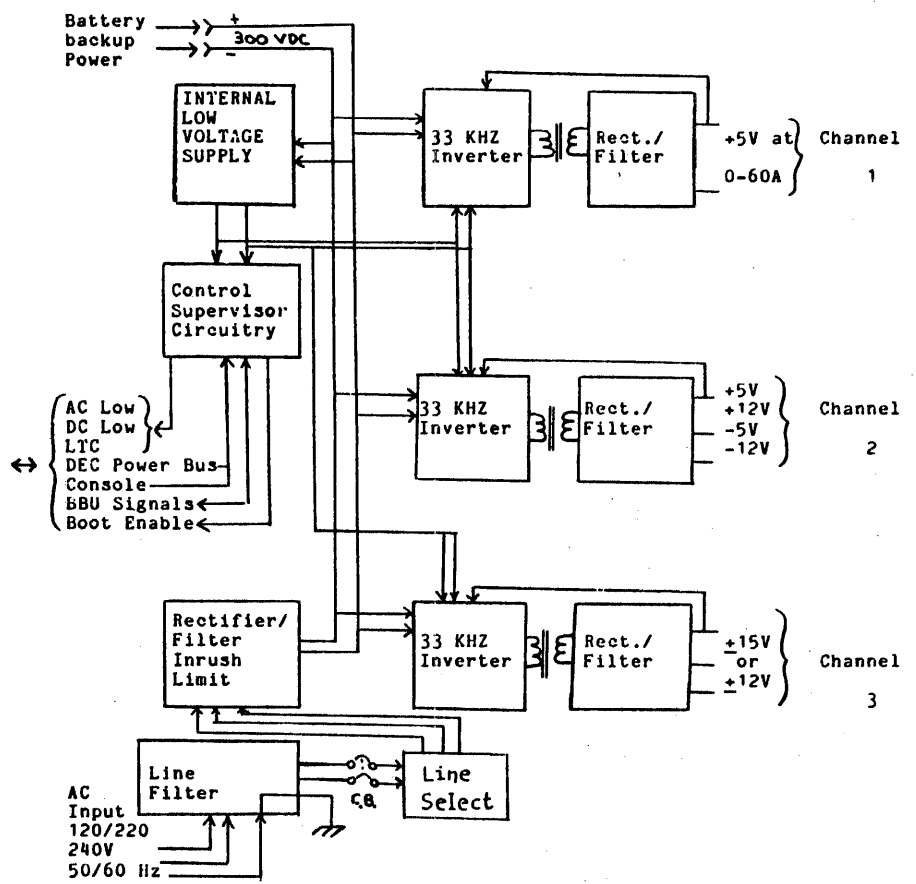 Battery
backup
Power
+
300 VDC
-
INTERNAL
LOW
VOLTAGE
SUPPLY
33 KHZ
Inverter
Rect./
Filter
+5V at
0-60A
Channel
1
Control
Supervisor
Circuitry
33 KHZ
Inverter
Rect./
Filter
+5V
+12V
-5V
-12V
Channel
2
AC Low
DC Low
LTC
DEC Power Bus
Console
BBU Signals
Boot Enable
Rectifier/
Filter
Inrush
Limit
33 KHZ
Inverter
Rect./
Filter
±15V
or
±12V
Channel
3
Line
Filter
C.B.
Line
Select
AC
Input
120/220
240V
50/60 Hz